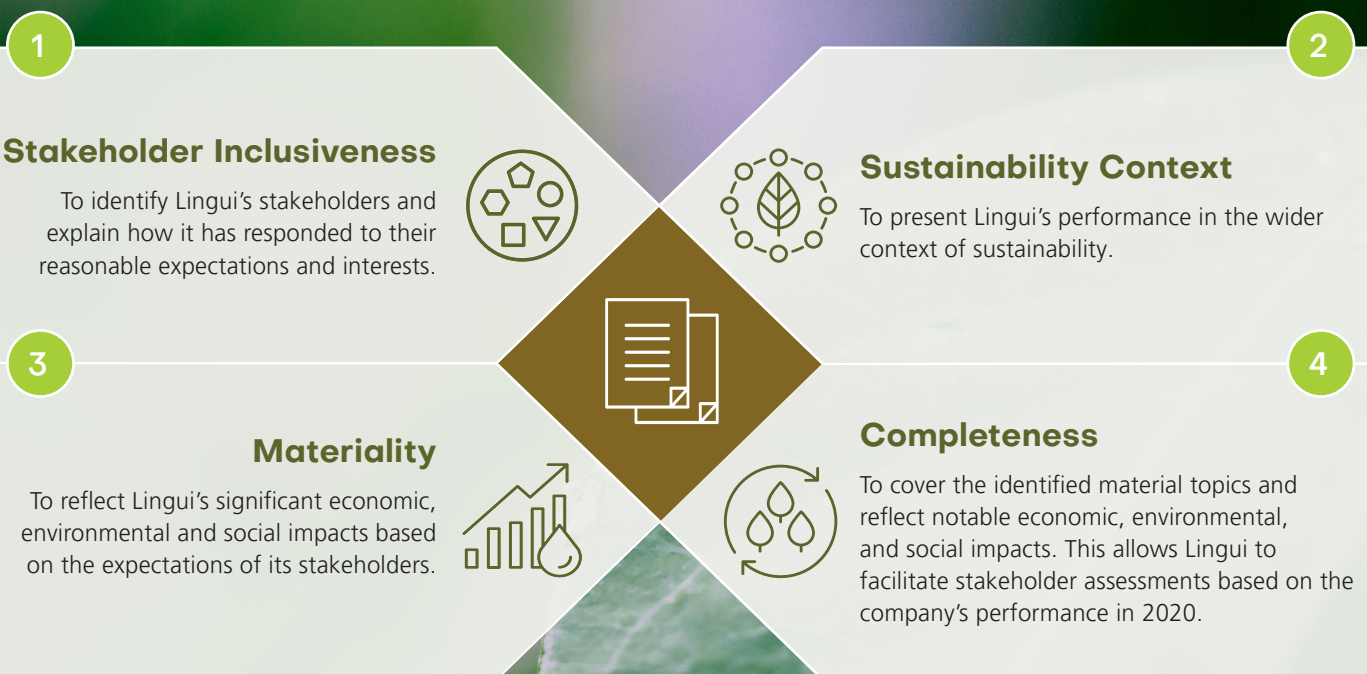 1
Stakeholder Inclusiveness
To identify Lingui’s stakeholders and
explain how it has responded to their
reasonable expectations and interests.
2
Sustainability Context
To present Lingui’s performance in the wider
context of sustainability.
3
Materiality
To reflect Lingui’s significant economic,
environmental and social impacts based
on the expectations of its stakeholders.
4
Completeness
To cover the identified material topics and
reflect notable economic, environmental,
and social impacts. This allows Lingui to
facilitate stakeholder assessments based on the
company’s performance in 2020.